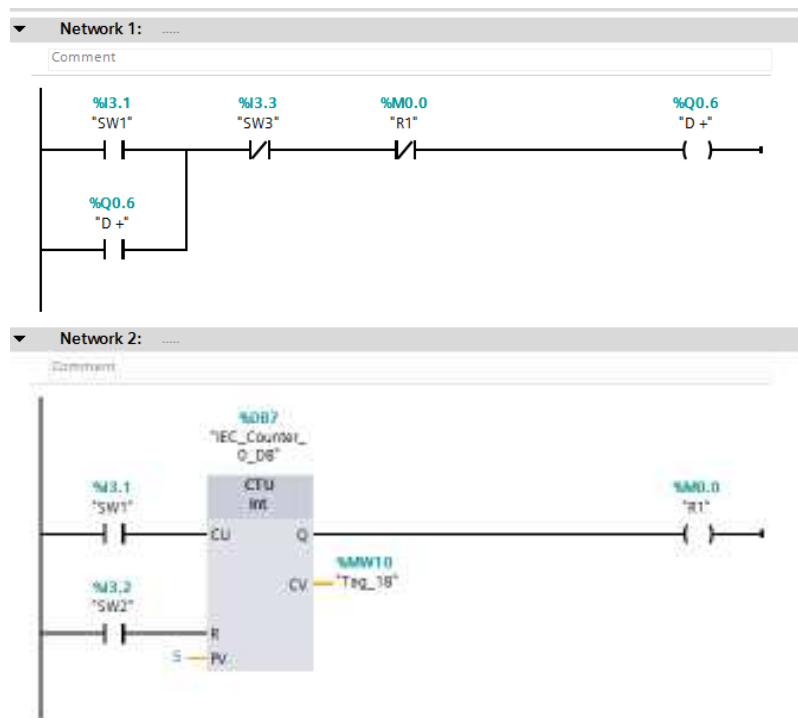 Network 1: .....
Comment
%I3.1 %I3.3 %M0.0 %Q0.6
"SW1" "SW3" "R1" "D +"
%Q0.6
"D +"
Network 2: .....
Comment
%DB7
"IEC_Counter_
0_DB"
%I3.1 CTU %M0.0
"SW1" Int "R1"
CU Q
%MW10
CV "Tag_18"
%I3.2
"SW2"
R
5 PV